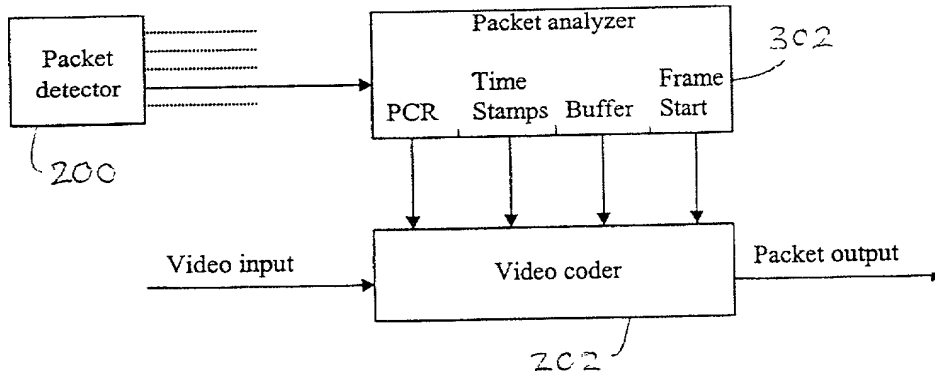 Packet analyzer
302
Packet
detector
Time
Stamps
Frame
Start
PCR
Buffer
200
Video input
Video coder
Packet output
202